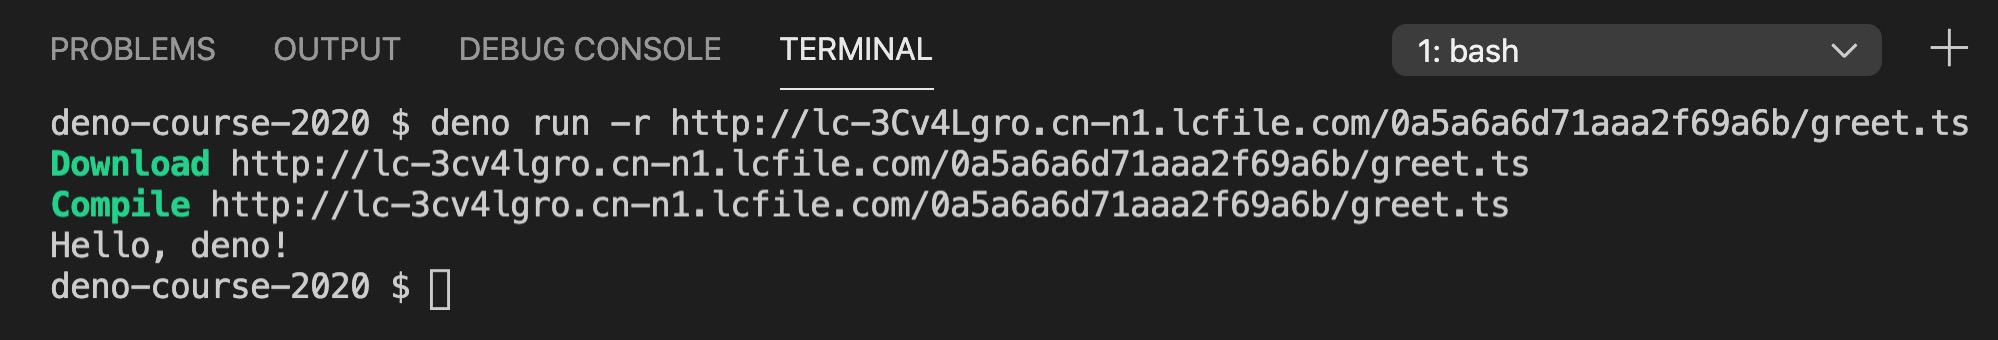 PROBLEMS OUTPUT DEBUG CONSOLE TERMINAL 1: bash
deno-course-2020 $ deno run -r http://lc-3Cv4Lgro.cn-n1.lcfile.com/0a5a6a6d71aaa2f69a6b/greet.ts
Download http://lc-3cv4lgro.cn-n1.lcfile.com/0a5a6a6d71aaa2f69a6b/greet.ts
Compile http://lc-3cv4lgro.cn-n1.lcfile.com/0a5a6a6d71aaa2f69a6b/greet.ts
Hello, deno!
deno-course-2020 $